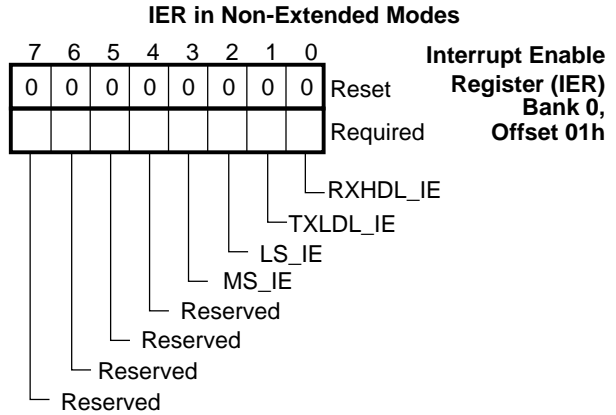 IER in Non-Extended Modes
7 6 5 4 3 2 1 0
Interrupt Enable
0 0 0 0 0 0 0 0 Reset
Register (IER)
Bank 0,
Required
Offset 01h
RXHDL_IE
TXLDL_IE
LS_IE
MS_IE
Reserved
Reserved
Reserved
Reserved